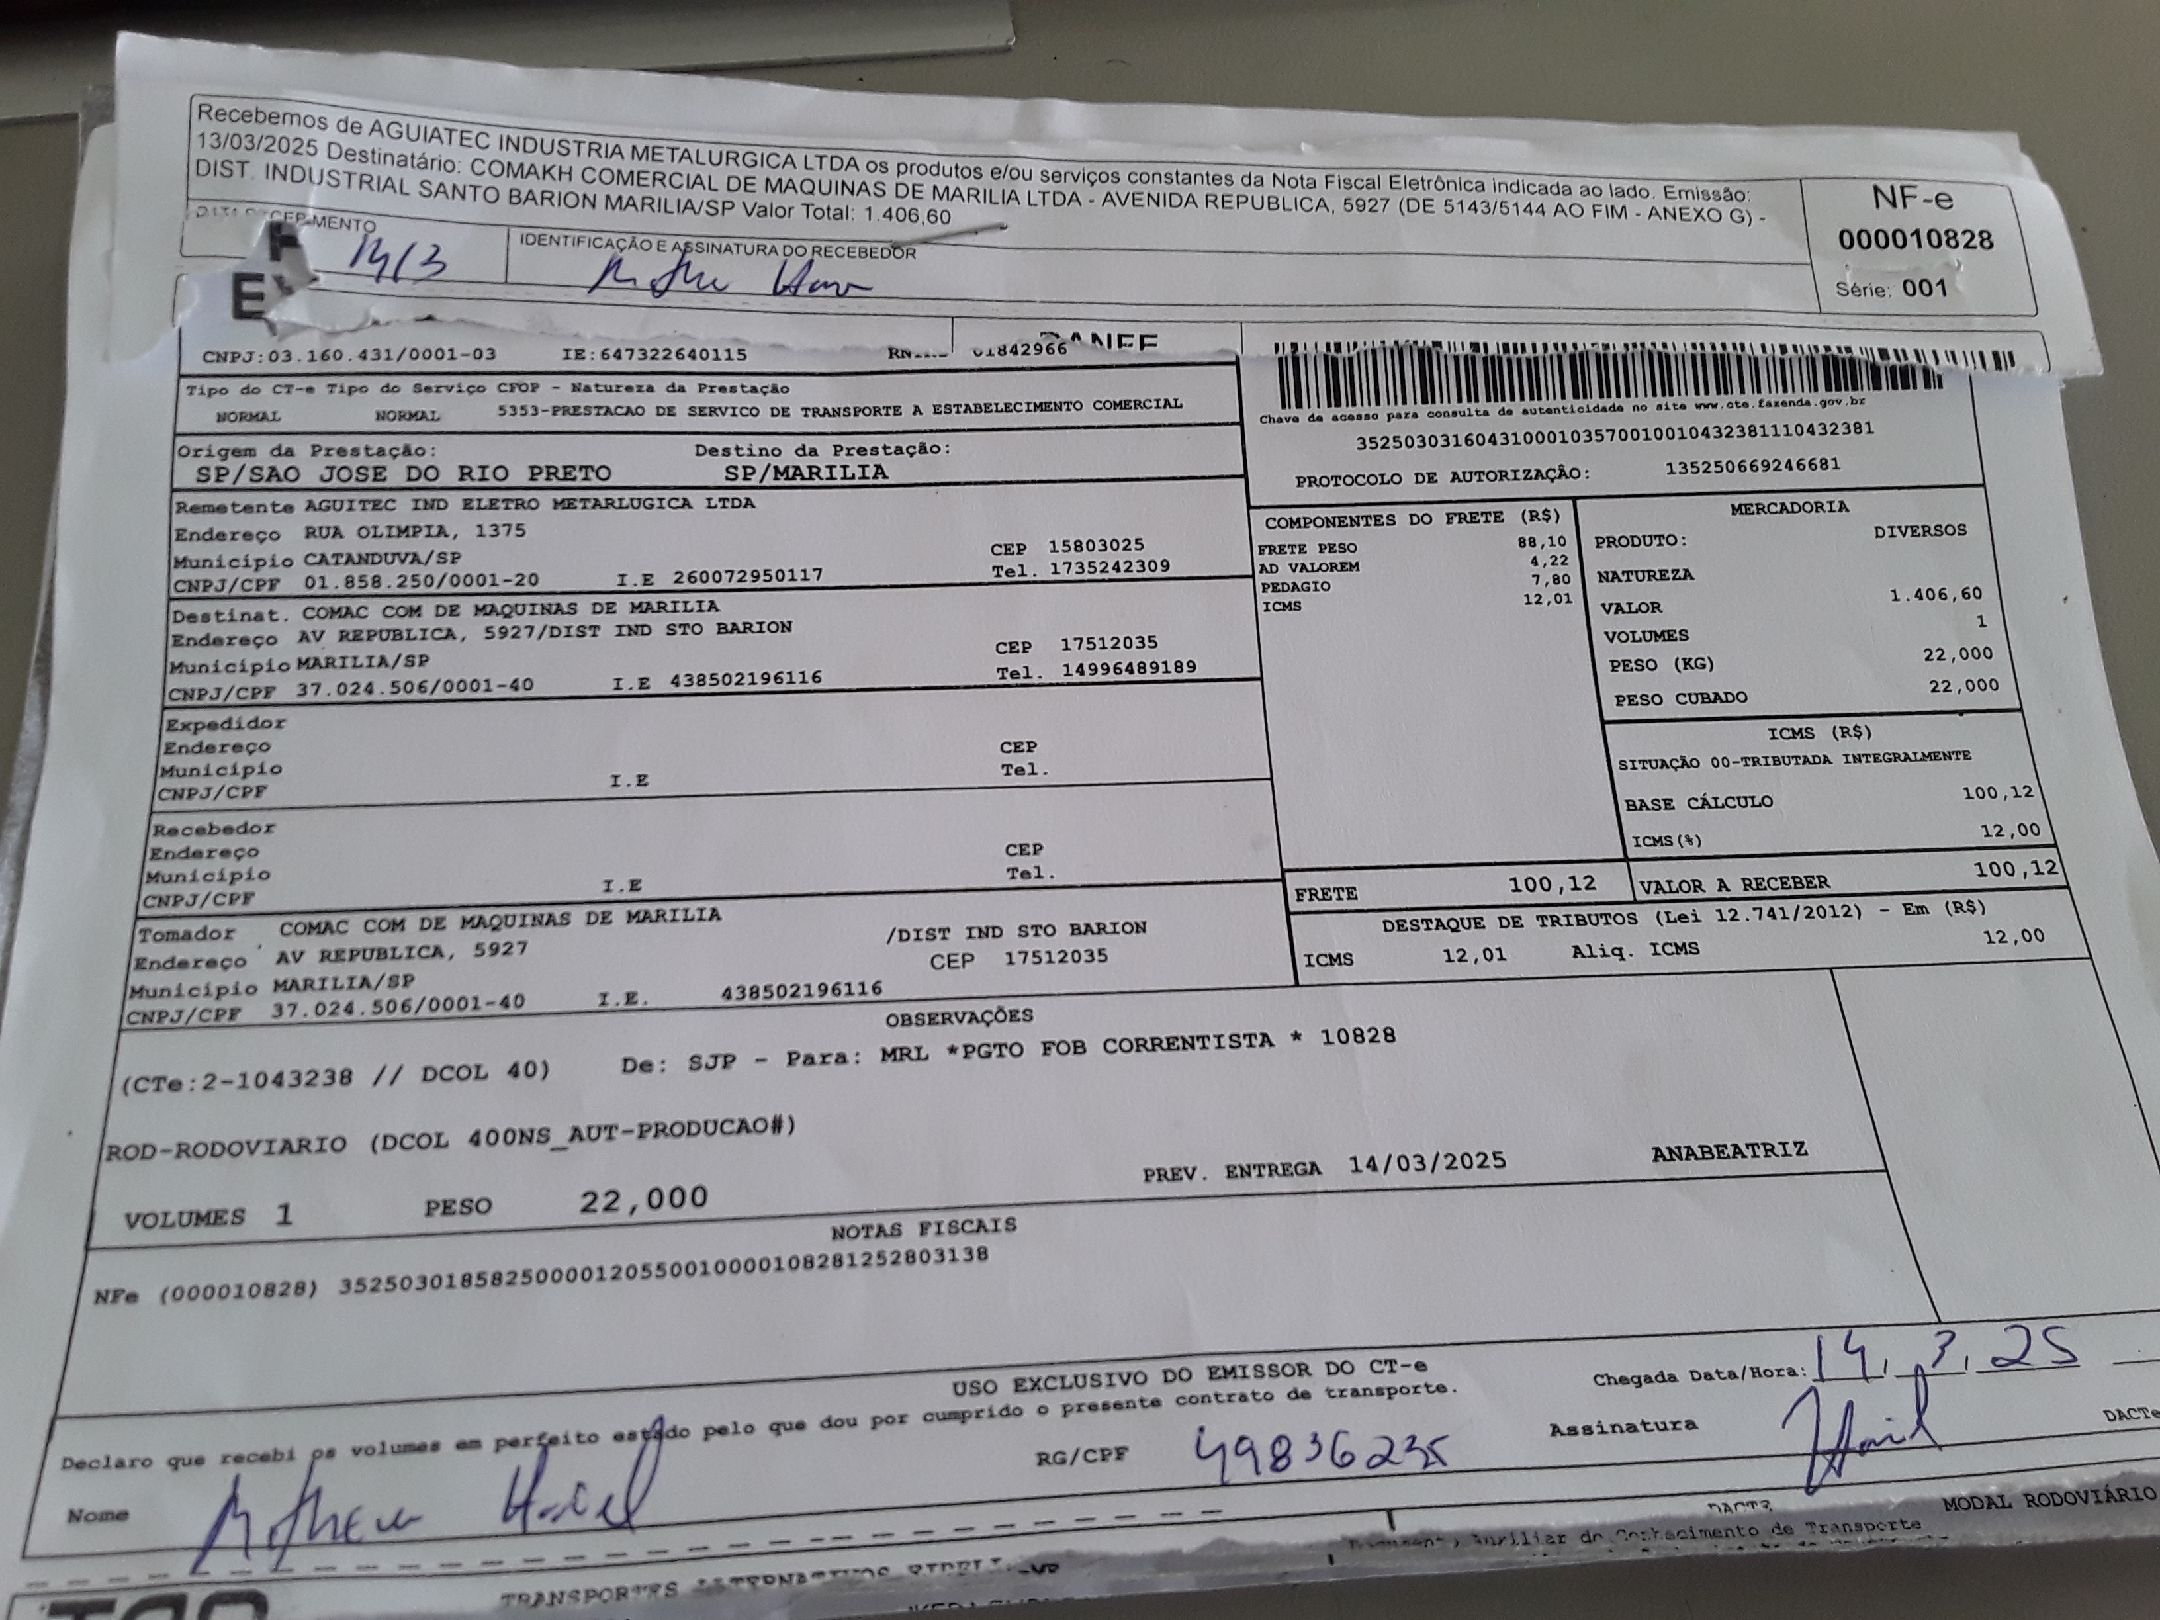 Recebemos de AGUIATEC INDUSTRIA METALURGICA LTDA os produtos e/ou serviços constantes da Nota Fiscal Eletrônica indicada ao lado. Emissão:
13/03/2025 Destinatário: COMAKH COMERCIAL DE MAQUINAS DE MARILIA LTDA - AVENIDA REPUBLICA, 5927 (DE 5143/5144 AO FIM - ANEXO G) -
DIST. INDUSTRIAL SANTO BARION MARILIA/SP Valor Total: 1.406,60
NF-e
000010828
Série: 001
14/3
IDENTIFICAÇÃO E ASSINATURA DO RECEBEDOR
CNPJ:03.160.431/0001-03 IE:647322640115 01842966
DANFE
Tipo do CT-e Tipo do Serviço CFOP - Natureza da Prestação
NORMAL NORMAL 5353-PRESTACAO DE SERVICO DE TRANSPORTE A ESTABELECIMENTO COMERCIAL
Chave de acesso para consulta de autenticidade no site www.cte.fazenda.gov.br
35250303160431000103570010010432381110432381
PROTOCOLO DE AUTORIZAÇÃO: 135250669246681
Origem da Prestação: Destino da Prestação:
SP/SAO JOSE DO RIO PRETO SP/MARILIA
Remetente AGUITEC IND ELETRO METARLUGICA LTDA
Endereço RUA OLIMPIA, 1375
Município CATANDUVA/SP CEP 15803025
CNPJ/CPF 01.858.250/0001-20 I.E 260072950117 Tel. 1735242309
Destinat. COMAC COM DE MAQUINAS DE MARILIA
Endereço AV REPUBLICA, 5927/DIST IND STO BARION
Município MARILIA/SP CEP 17512035
CNPJ/CPF 37.024.506/0001-40 I.E 438502196116 Tel. 14996489189
Expedidor
Endereço
Município CEP
CNPJ/CPF I.E Tel.
Recebedor
Endereço
Município CEP
CNPJ/CPF I.E Tel.
Tomador COMAC COM DE MAQUINAS DE MARILIA
Endereço AV REPUBLICA, 5927 /DIST IND STO BARION
Município MARILIA/SP CEP 17512035
CNPJ/CPF 37.024.506/0001-40 I.E. 438502196116
COMPONENTES DO FRETE (R$)
FRETE PESO 88,10
AD VALOREM 4,22
PEDAGIO 7,80
ICMS 12,01
MERCADORIA
PRODUTO: DIVERSOS
NATUREZA
VALOR 1.406,60
VOLUMES 1
PESO (KG) 22,000
PESO CUBADO 22,000
ICMS (R$)
SITUAÇÃO 00-TRIBUTADA INTEGRALMENTE
BASE CÁLCULO 100,12
ICMS(%) 12,00
FRETE 100,12 VALOR A RECEBER 100,12
DESTAQUE DE TRIBUTOS (Lei 12.741/2012) - Em (R$)
ICMS 12,01 Aliq. ICMS 12,00
OBSERVAÇÕES
(CTe:2-1043238 // DCOL 40) De: SJP - Para: MRL *PGTO FOB CORRENTISTA * 10828
ROD-RODOVIARIO (DCOL 400NS_AUT-PRODUCAO#)
PREV. ENTREGA 14/03/2025 ANABEATRIZ
VOLUMES 1 PESO 22,000
NOTAS FISCAIS
NFe (000010828) 35250301858250000120550010000108281252803138
USO EXCLUSIVO DO EMISSOR DO CT-e
Declaro que recebi os volumes em perfeito estado pelo que dou por cumprido o presente contrato de transporte.
Chegada Data/Hora: 14, 3, 25
Nome RG/CPF 49836235 Assinatura
DACTe
MODAL RODOVIÁRIO
Auxiliar do Conhecimento de Transporte
TRANSPORTES